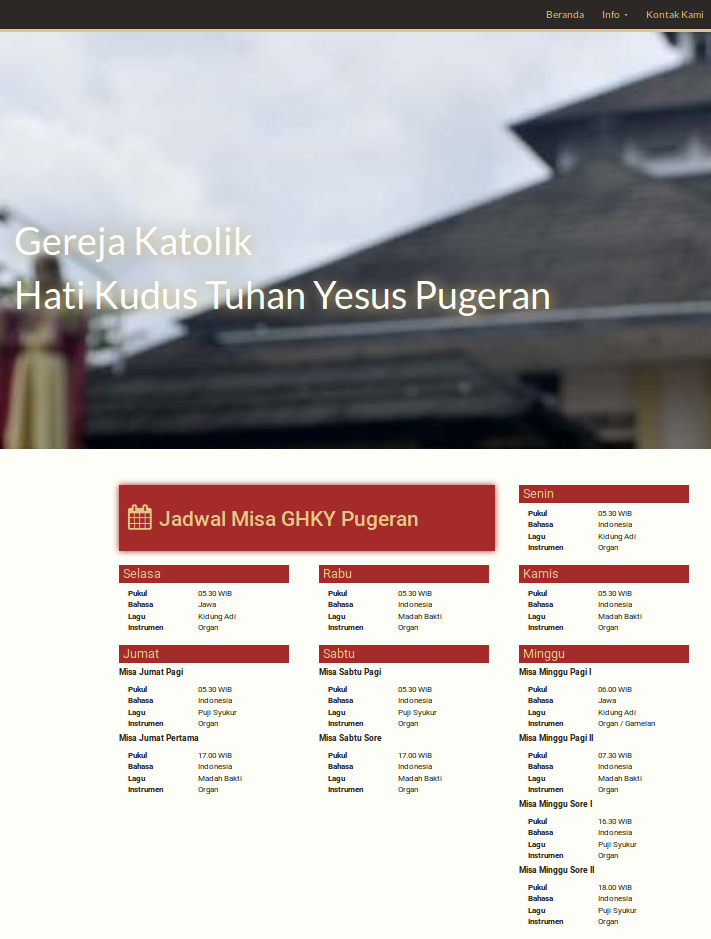 Beranda Info Kontak Kami
Gereja Katolik
Hati Kudus Tuhan Yesus Pugeran
Jadwal Misa GHKY Pugeran
Senin
Pukul 05.30 WIB
Bahasa Indonesia
Lagu Kidung Adi
Instrumen Organ
Selasa
Pukul 05.30 WIB
Bahasa Jawa
Lagu Kidung Adi
Instrumen Organ
Rabu
Pukul 05.30 WIB
Bahasa Indonesia
Lagu Madah Bakti
Instrumen Organ
Kamis
Pukul 05.30 WIB
Bahasa Indonesia
Lagu Madah Bakti
Instrumen Organ
Jumat
Misa Jumat Pagi
Pukul 05.30 WIB
Bahasa Indonesia
Lagu Puji Syukur
Instrumen Organ
Misa Jumat Pertama
Pukul 17.00 WIB
Bahasa Indonesia
Lagu Madah Bakti
Instrumen Organ
Sabtu
Misa Sabtu Pagi
Pukul 05.30 WIB
Bahasa Indonesia
Lagu Puji Syukur
Instrumen Organ
Misa Sabtu Sore
Pukul 17.00 WIB
Bahasa Indonesia
Lagu Madah Bakti
Instrumen Organ
Minggu
Misa Minggu Pagi I
Pukul 06.00 WIB
Bahasa Jawa
Lagu Kidung Adi
Instrumen Organ / Gamelan
Misa Minggu Pagi II
Pukul 07.30 WIB
Bahasa Indonesia
Lagu Madah Bakti
Instrumen Organ
Misa Minggu Sore I
Pukul 16.30 WIB
Bahasa Indonesia
Lagu Puji Syukur
Instrumen Organ
Misa Minggu Sore II
Pukul 18.00 WIB
Bahasa Indonesia
Lagu Puji Syukur
Instrumen Organ